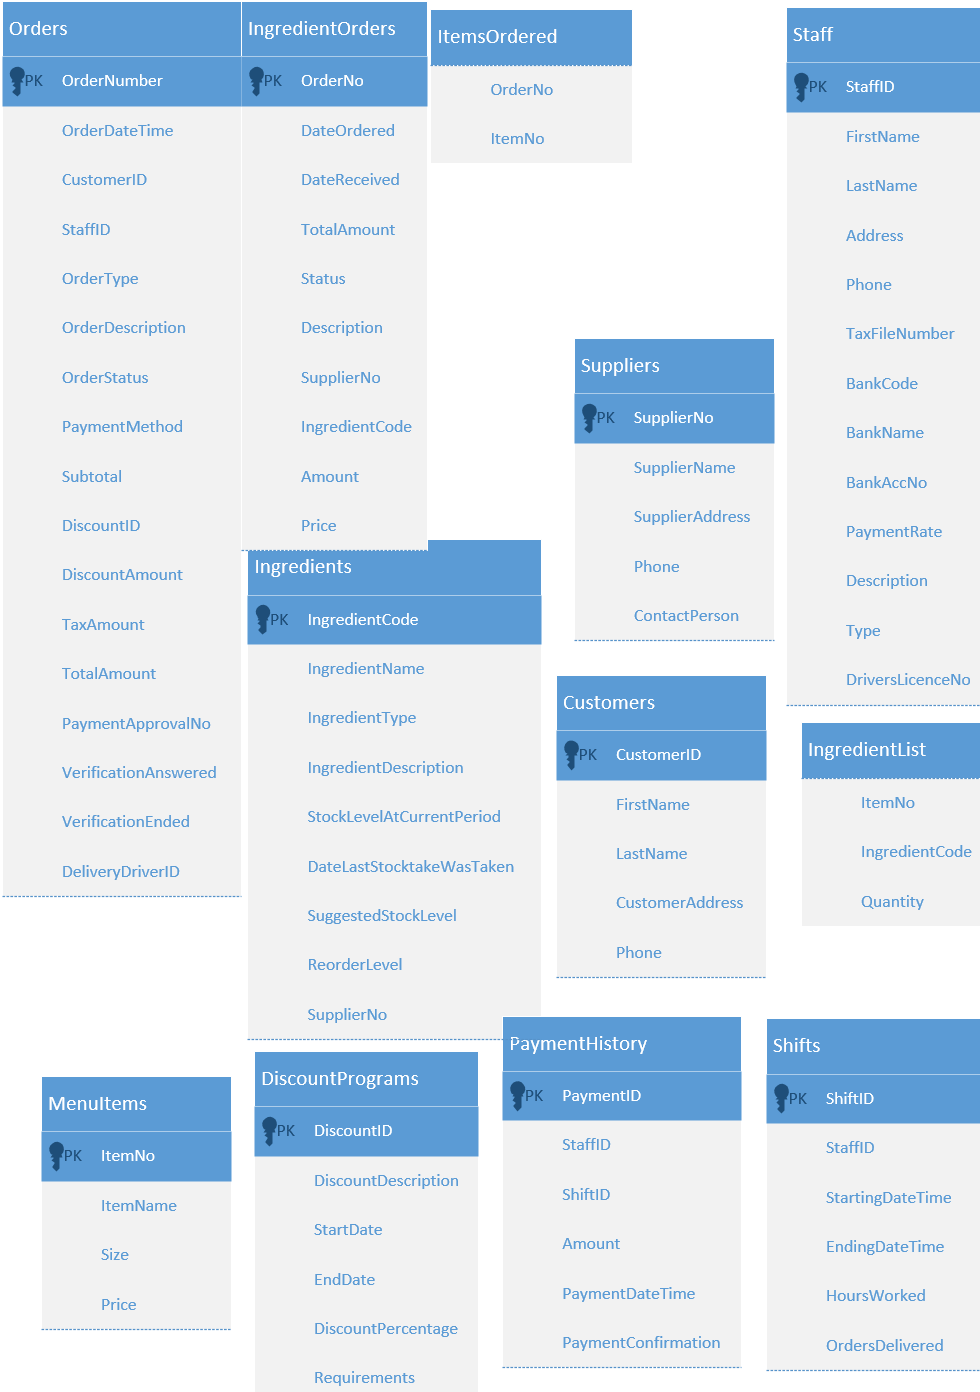 Orders
PK OrderNumber
OrderDateTime
CustomerID
StaffID
OrderType
OrderDescription
OrderStatus
PaymentMethod
Subtotal
DiscountID
DiscountAmount
TaxAmount
TotalAmount
PaymentApprovalNo
VerificationAnswered
VerificationEnded
DeliveryDriverID
IngredientOrders
PK OrderNo
DateOrdered
DateReceived
TotalAmount
Status
Description
SupplierNo
IngredientCode
Amount
Price
ItemsOrdered
OrderNo
ItemNo
Staff
PK StaffID
FirstName
LastName
Address
Phone
TaxFileNumber
BankCode
BankName
BankAccNo
PaymentRate
Description
Type
DriversLicenceNo
Suppliers
PK SupplierNo
SupplierName
SupplierAddress
Phone
ContactPerson
Ingredients
PK IngredientCode
IngredientName
IngredientType
IngredientDescription
StockLevelAtCurrentPeriod
DateLastStocktakeWasTaken
SuggestedStockLevel
ReorderLevel
SupplierNo
Customers
PK CustomerID
FirstName
LastName
CustomerAddress
Phone
IngredientList
ItemNo
IngredientCode
Quantity
MenuItems
PK ItemNo
ItemName
Size
Price
DiscountPrograms
PK DiscountID
DiscountDescription
StartDate
EndDate
DiscountPercentage
Requirements
PaymentHistory
PK PaymentID
StaffID
ShiftID
Amount
PaymentDateTime
PaymentConfirmation
Shifts
PK ShiftID
StaffID
StartingDateTime
EndingDateTime
HoursWorked
OrdersDelivered